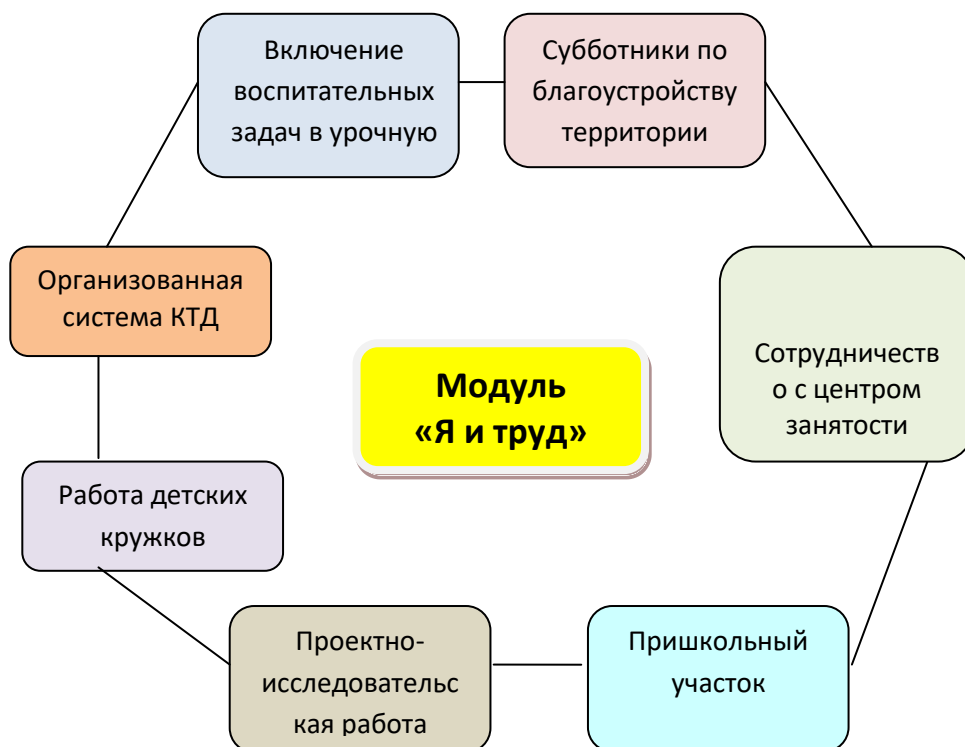 Включение
воспитательных
задач в урочную
Субботники по
благоустройству
территории
Организованная
система КТД
Сотрудничеств
о с центром
занятости
Модуль
«Я и труд»
Работа детских
кружков
Проектно-
исследовательс
кая работа
Пришкольный
участок